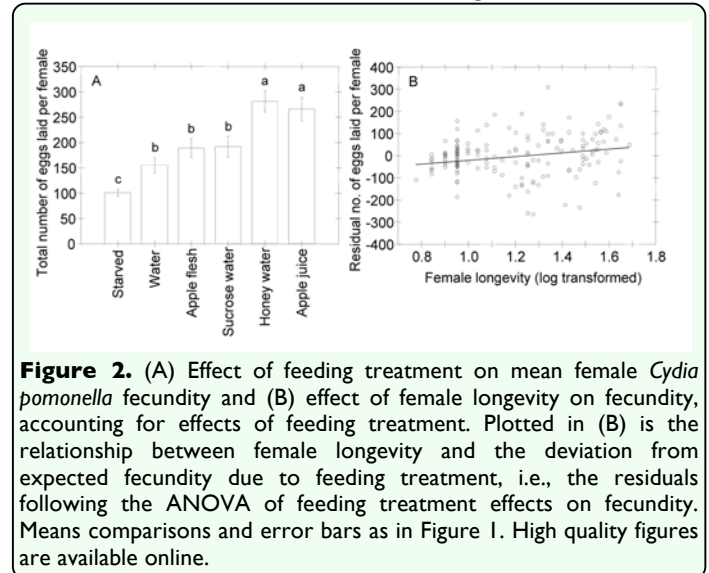 350
300
250
200
150
100
50
0
Total number of eggs laid per female
A
c
b
b
b
a
a
Starved
Water
Apple flesh
Sucrose water
Honey water
Apple juice
400
300
200
100
0
-100
-200
-300
-400
Residual no. of eggs laid per female
B
0.8 1.0 1.2 1.4 1.6 1.8
Female longevity (log transformed)
Figure 2. (A) Effect of feeding treatment on mean female Cydia
pomonella fecundity and (B) effect of female longevity on fecundity,
accounting for effects of feeding treatment. Plotted in (B) is the
relationship between female longevity and the deviation from
expected fecundity due to feeding treatment, i.e., the residuals
following the ANOVA of feeding treatment effects on fecundity.
Means comparisons and error bars as in Figure 1. High quality figures
are available online.